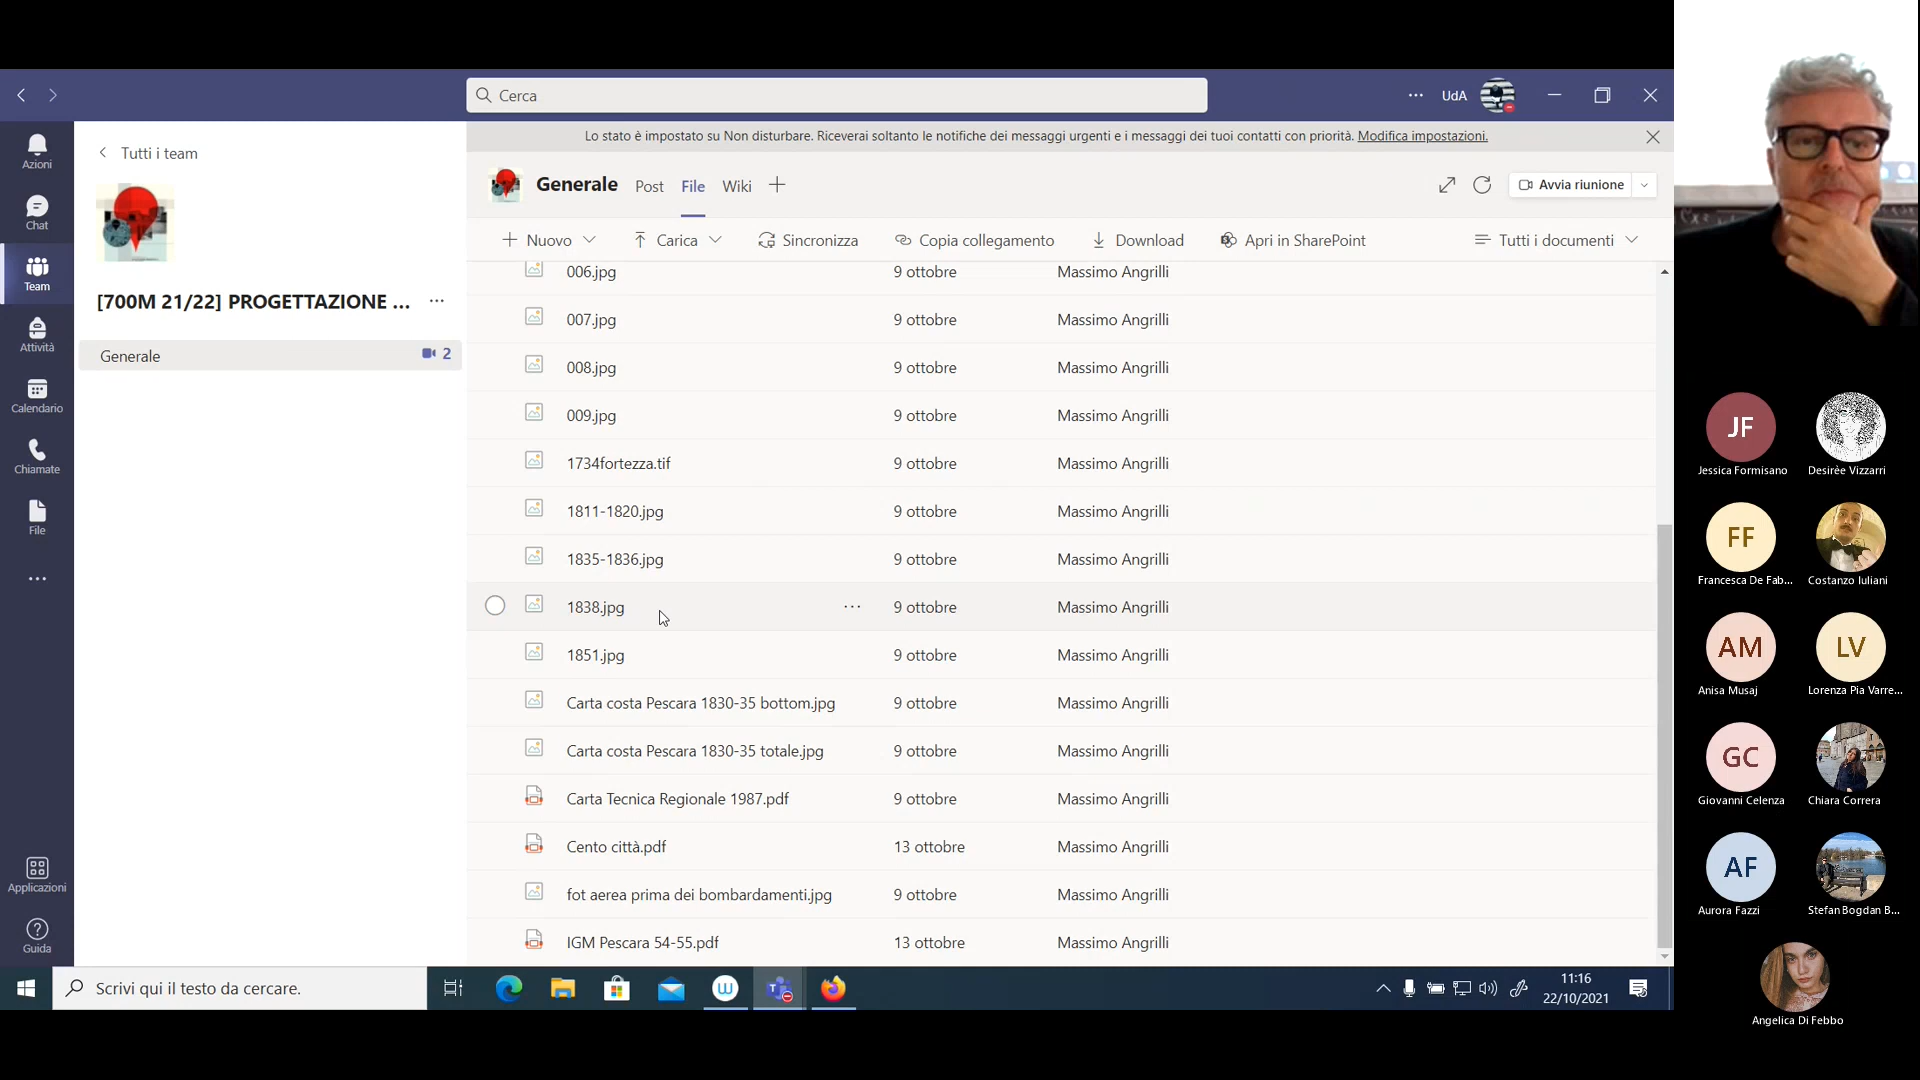 Cerca
UdA
Lo stato è impostato su Non disturbare. Riceverai soltanto le notifiche dei messaggi urgenti e i messaggi dei tuoi contatti con priorità. Modifica impostazioni.
Azioni
Chat
Team
Attività
Calendario
Chiamate
File
Applicazioni
Guida
Tutti i team
[700M 21/22] PROGETTAZIONE ...
Generale 2
Generale Post File Wiki
Avvia riunione
Nuovo Carica Sincronizza Copia collegamento Download Apri in SharePoint Tutti i documenti
006.jpg 9 ottobre Massimo Angrilli
007.jpg 9 ottobre Massimo Angrilli
008.jpg 9 ottobre Massimo Angrilli
009.jpg 9 ottobre Massimo Angrilli
1734fortezza.tif 9 ottobre Massimo Angrilli
1811-1820.jpg 9 ottobre Massimo Angrilli
1835-1836.jpg 9 ottobre Massimo Angrilli
1838.jpg 9 ottobre Massimo Angrilli
1851.jpg 9 ottobre Massimo Angrilli
Carta costa Pescara 1830-35 bottom.jpg 9 ottobre Massimo Angrilli
Carta costa Pescara 1830-35 totale.jpg 9 ottobre Massimo Angrilli
Carta Tecnica Regionale 1987.pdf 9 ottobre Massimo Angrilli
Cento città.pdf 13 ottobre Massimo Angrilli
fot aerea prima dei bombardamenti.jpg 9 ottobre Massimo Angrilli
IGM Pescara 54-55.pdf 13 ottobre Massimo Angrilli
Scrivi qui il testo da cercare.
11:16
22/10/2021
JF
Jessica Formisano Desirèe Vizzarri
FF
Francesca De Fab... Costanzo Iuliani
AM LV
Anisa Musaj Lorenza Pia Varre...
GC
Giovanni Celenza Chiara Correra
AF
Aurora Fazzi Stefan Bogdan B...
Angelica Di Febbo